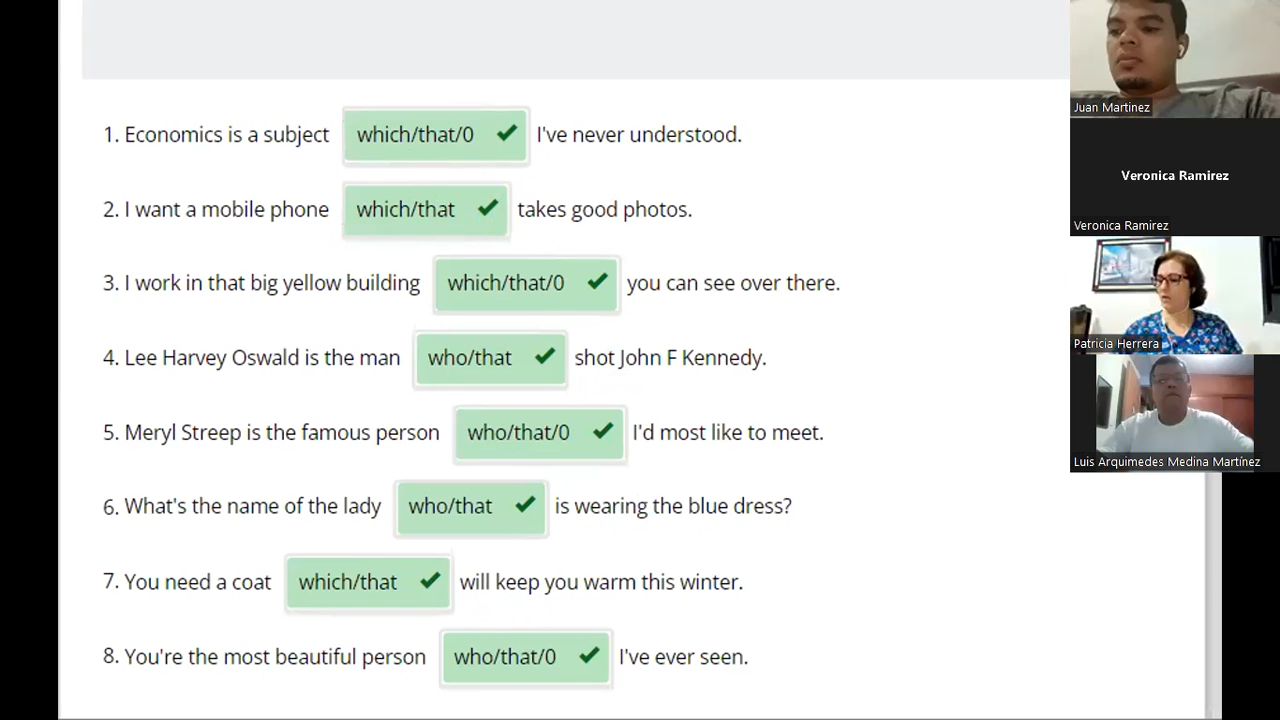 1. Economics is a subject which/that/0 ✔ I've never understood.
2. I want a mobile phone which/that ✔ takes good photos.
3. I work in that big yellow building which/that/0 ✔ you can see over there.
4. Lee Harvey Oswald is the man who/that ✔ shot John F Kennedy.
5. Meryl Streep is the famous person who/that/0 ✔ I'd most like to meet.
6. What's the name of the lady who/that ✔ is wearing the blue dress?
7. You need a coat which/that ✔ will keep you warm this winter.
8. You're the most beautiful person who/that/0 ✔ I've ever seen.
Juan Martinez
Veronica Ramirez
Veronica Ramirez
Patricia Herrera
Luis Arquimedes Medina Martínez